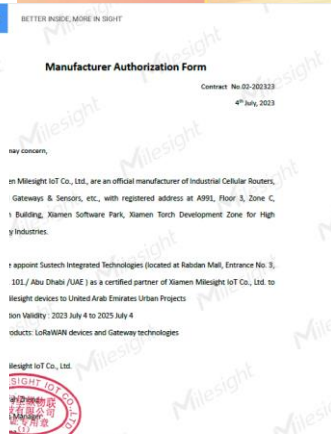 BETTER INSIDE, MORE IN SIGHT
Manufacturer Authorization Form
Contract No.02-202323
4th July, 2023
may concern,
en Milesight IoT Co., Ltd., are an official manufacturer of Industrial Cellular Routers,
Gateways & Sensors, etc., with registered address at A991, Floor 3, Zone C,
Building, Xiamen Software Park, Xiamen Torch Development Zone for High
y Industries.
appoint Sustech Integrated Technologies (located at Rabdan Mall, Entrance No. 3,
101./ Abu Dhabi /UAE ) as a certified partner of Xiamen Milesight IoT Co., Ltd. to
ilesight devices to United Arab Emirates Urban Projects
ion Validity : 2023 July 4 to 2025 July 4
oducts: LoRaWAN devices and Gateway technologies
ilesight IoT Co., Ltd.
Manager
Milesight